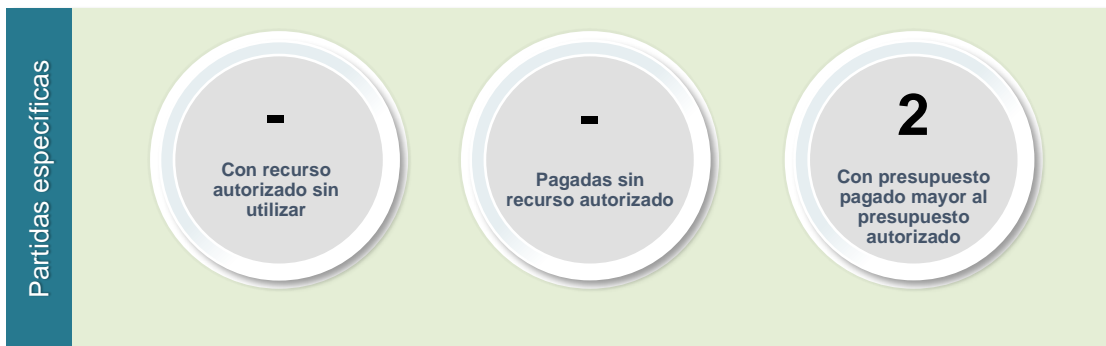 Partidas específicas
-
Con recurso
autorizado sin
utilizar
-
Pagadas sin
recurso autorizado
2
Con presupuesto
pagado mayor al
presupuesto
autorizado